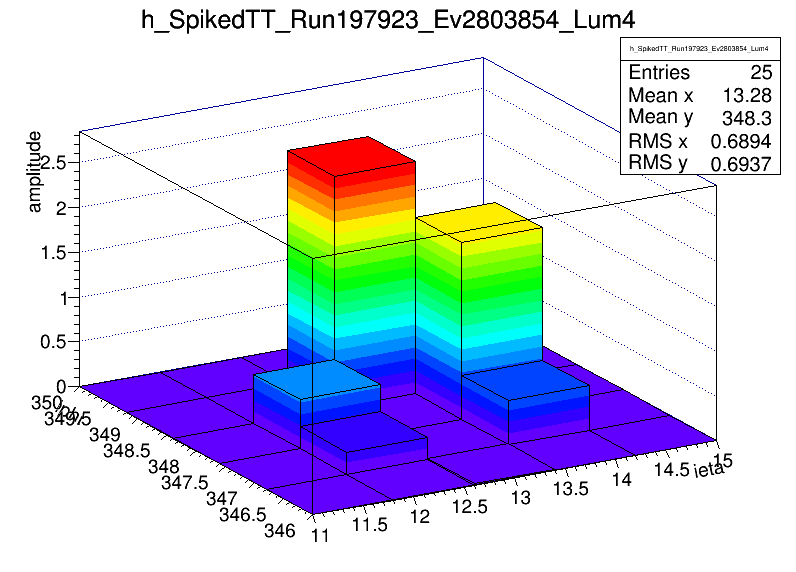 h_SpikedTT_Run197923_Ev2803854_Lum4
h_SpikedTT_Run197923_Ev2803854_Lum4
Entries 25
Mean x 13.28
Mean y 348.3
RMS x 0.6894
RMS y 0.6937
amplitude
2.5
2
1.5
1
0.5
0
350
349.5
349
348.5
348
347.5
347
346.5
346
11
11.5
12
12.5
13
13.5
14
14.5
15
ieta